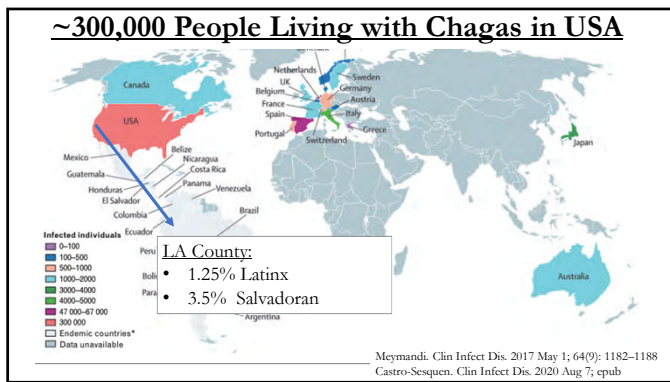 ~300,000 People Living with Chagas in USA
Netherlands
Sweden
Canada
UK
Germany
Belgium
Austria
France
USA
Spain
Italy
Japan
Greece
Portugal
Switzerland
Belize
Mexico
Nicaragua
Costa Rica
Guatemala
Panama
Honduras
Venezuela
El Salvador
Colombia
Brazil
Ecuador
Infected individuals
0–100
100–500
500–1000
1000–2000
3000–4000
4000–5000
47 000–67 000
300 000
Endemic countries*
Data unavailable
Peru
Boli
Para
LA County:
• 1.25% Latinx
• 3.5% Salvadoran
Australia
Argentina
Meymandi. Clin Infect Dis. 2017 May 1; 64(9): 1182–1188
Castro-Sesquen. Clin Infect Dis. 2020 Aug 7; epub